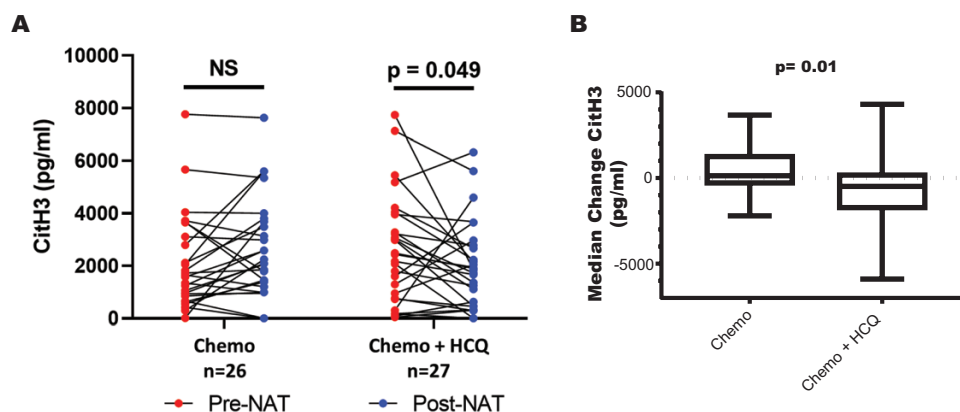 A
CitH3 (pg/ml)
10000
8000
6000
4000
2000
0
NS
p = 0.049
Chemo
n=26
Chemo + HCQ
n=27
Pre-NAT
Post-NAT
B
p= 0.01
Median Change CitH3
(pg/ml)
5000
0
-5000
Chemo
Chemo + HCQ